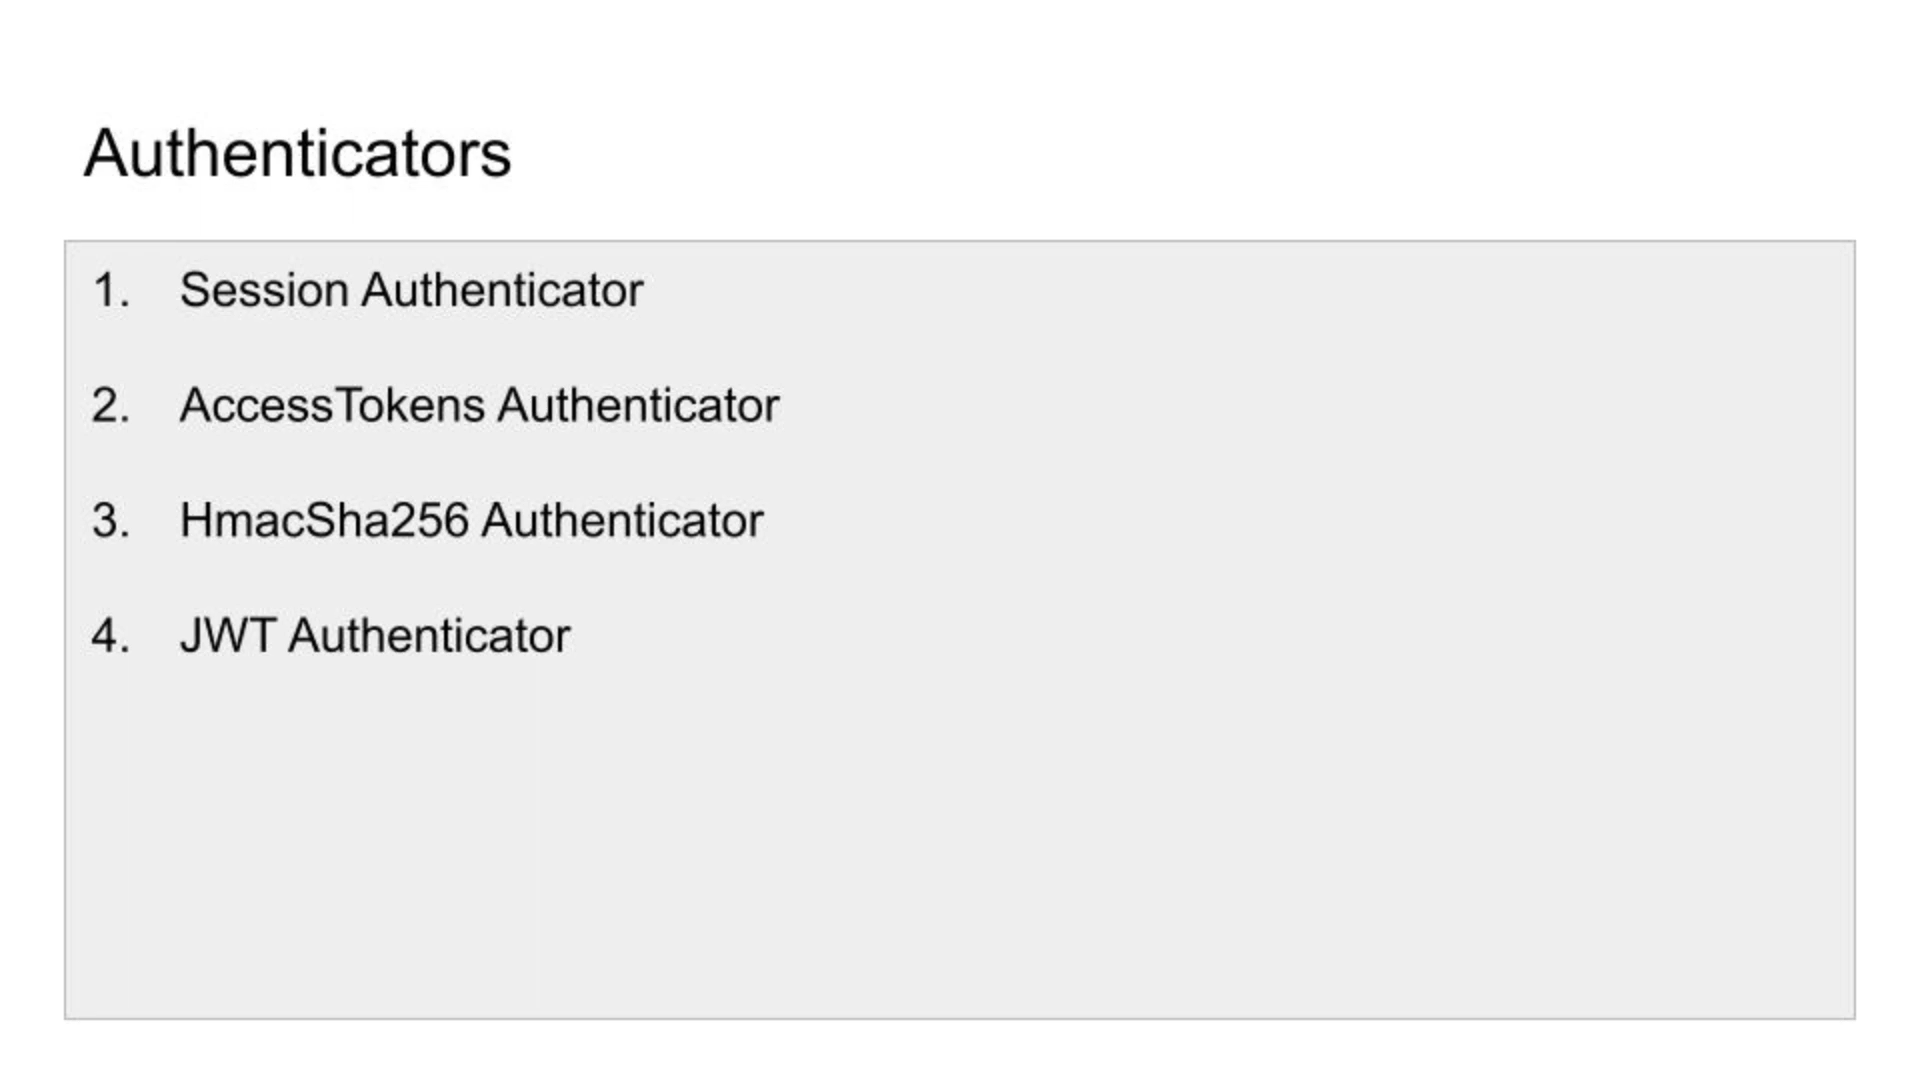 Authenticators
1. Session Authenticator
2. AccessTokens Authenticator
3. HmacSha256 Authenticator
4. JWT Authenticator